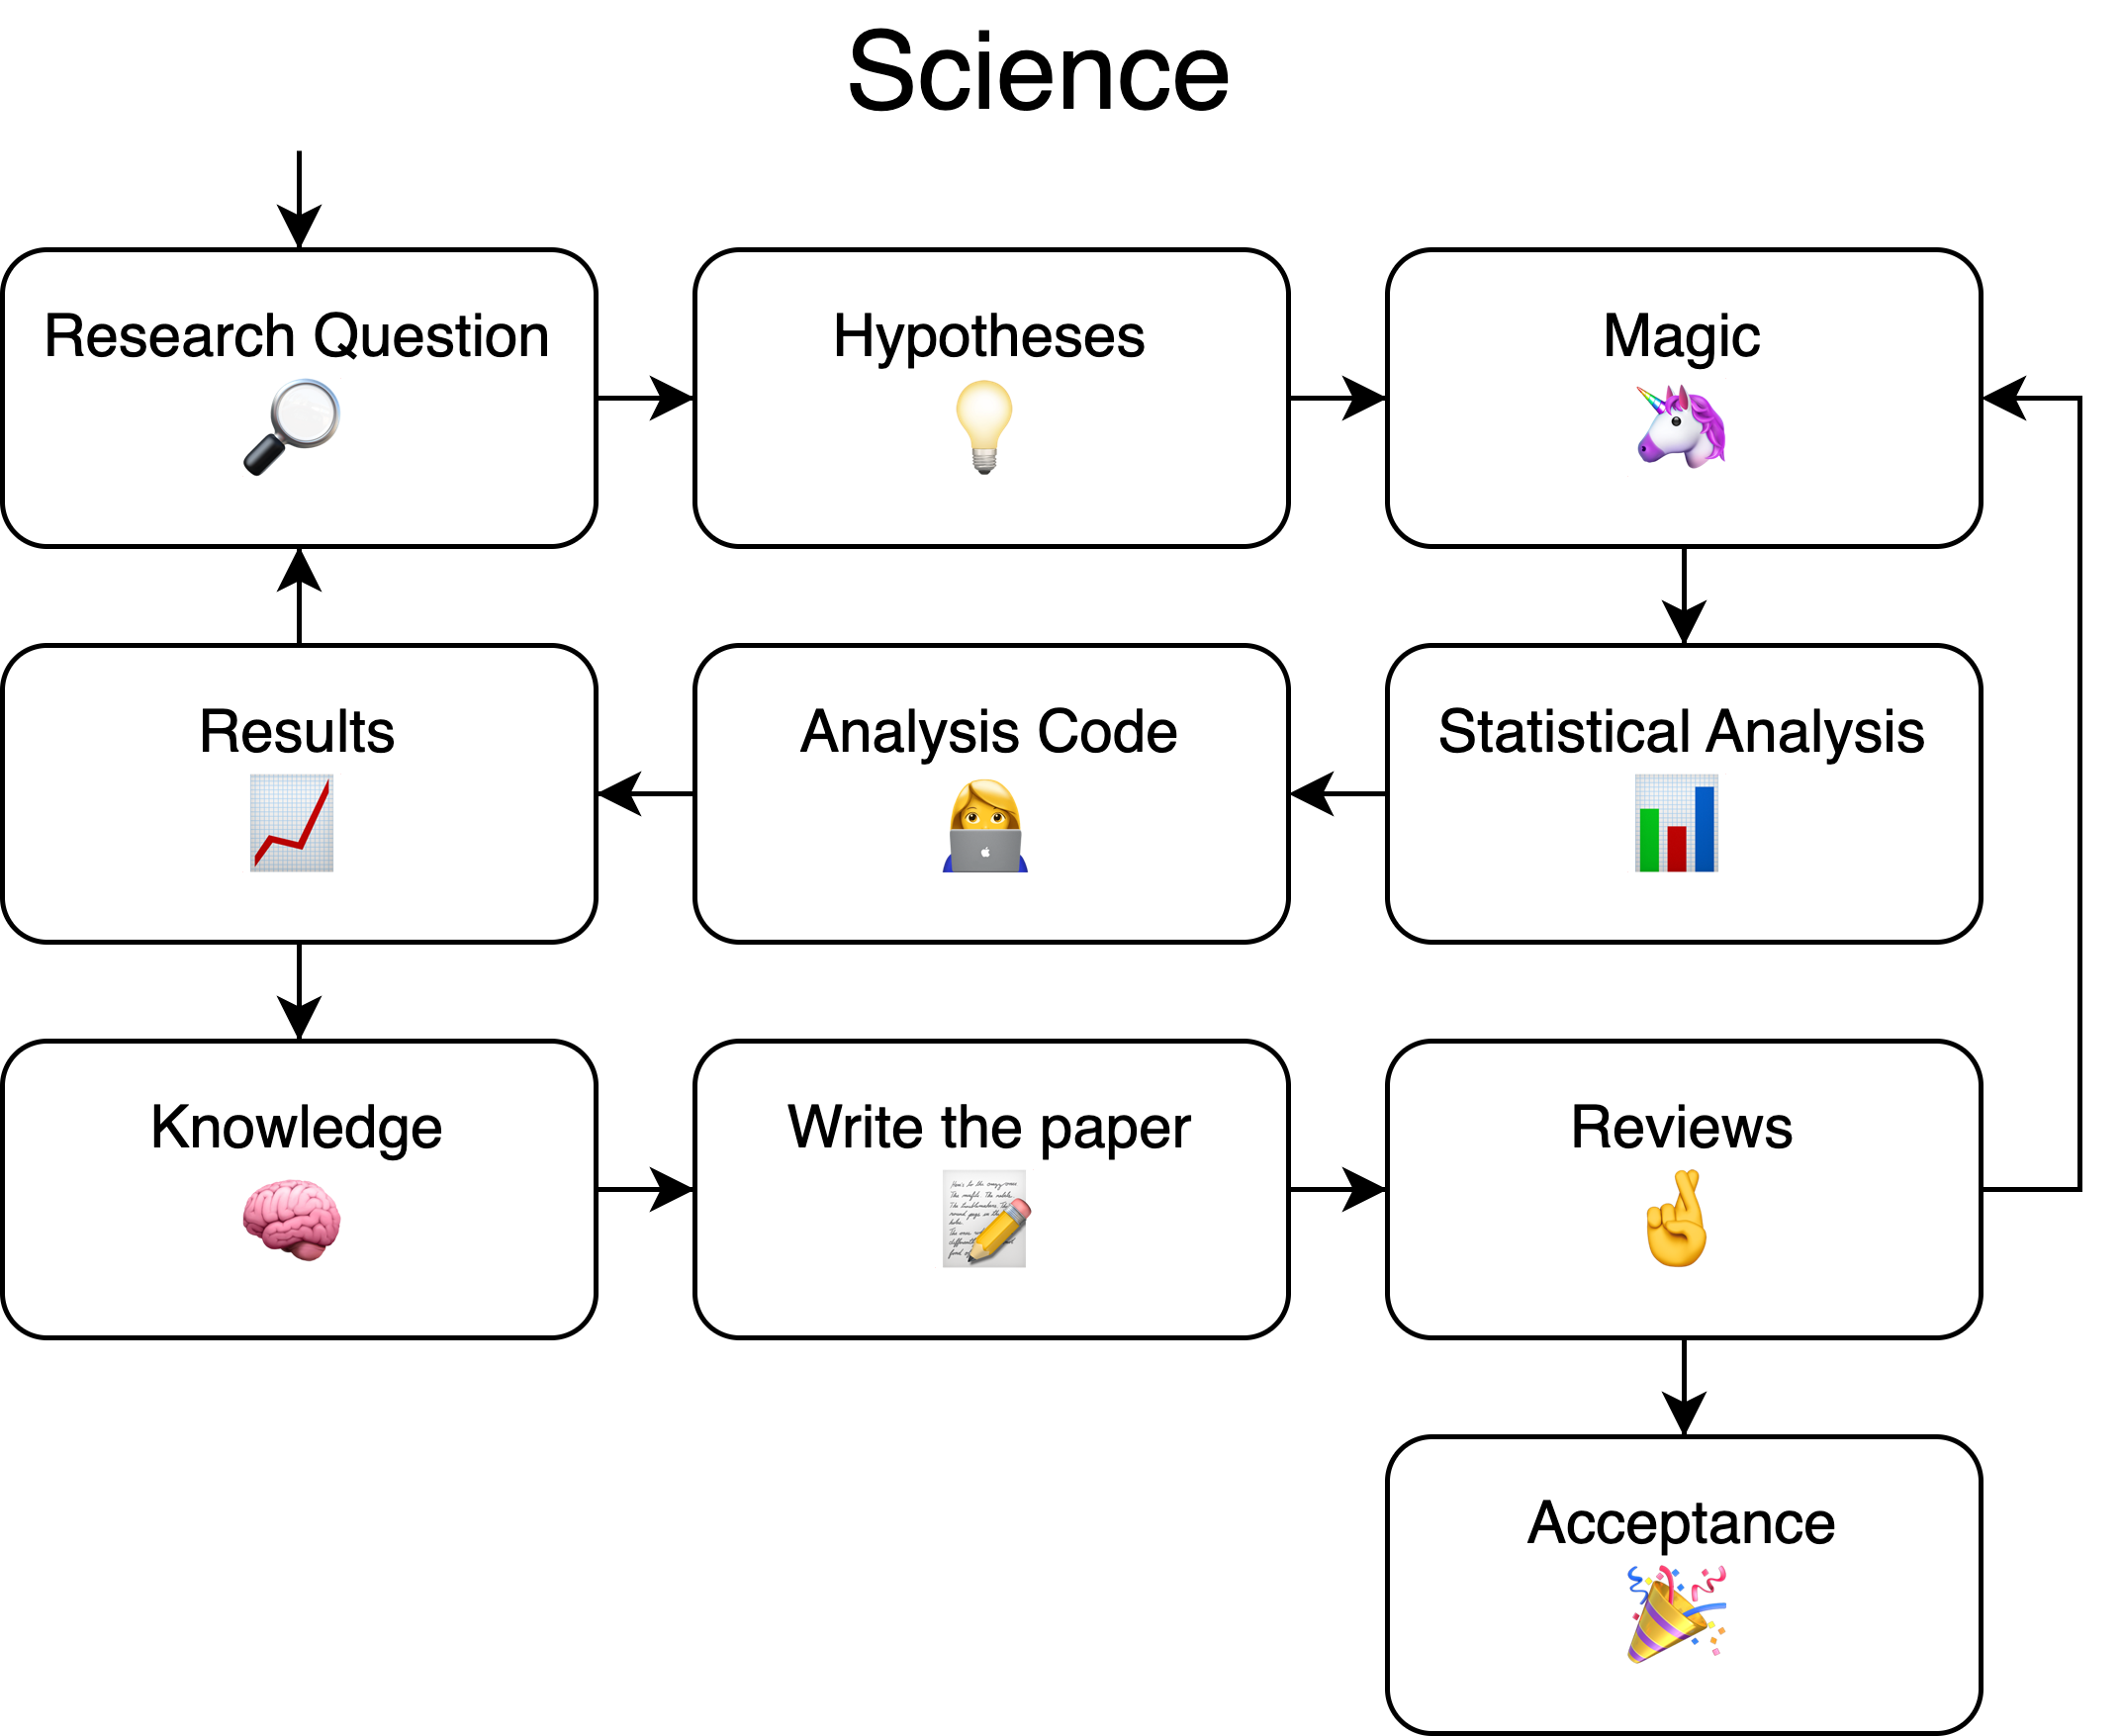 Science
Research Question
Hypotheses
Magic
Results
Analysis Code
Statistical Analysis
Knowledge
Write the paper
Reviews
Acceptance